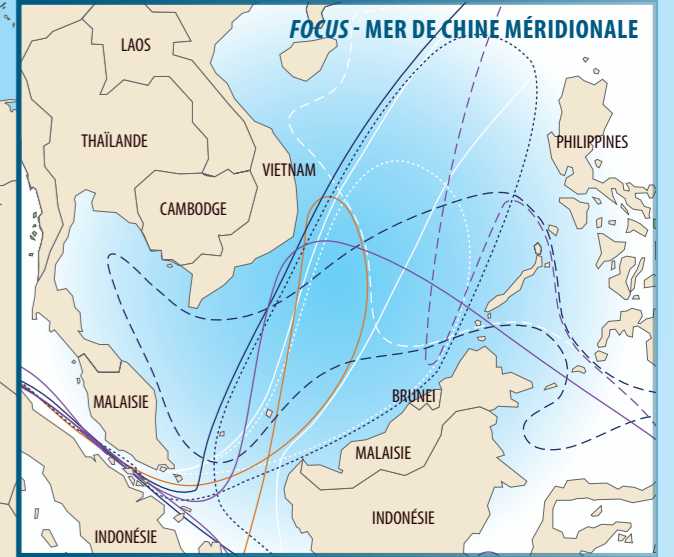 FOCUS - MER DE CHINE MÉRIDIONALE
LAOS
THAÏLANDE
PHILIPPINES
VIETNAM
CAMBODGE
MALAISIE
BRUNEI
MALAISIE
INDONÉSIE
INDONÉSIE